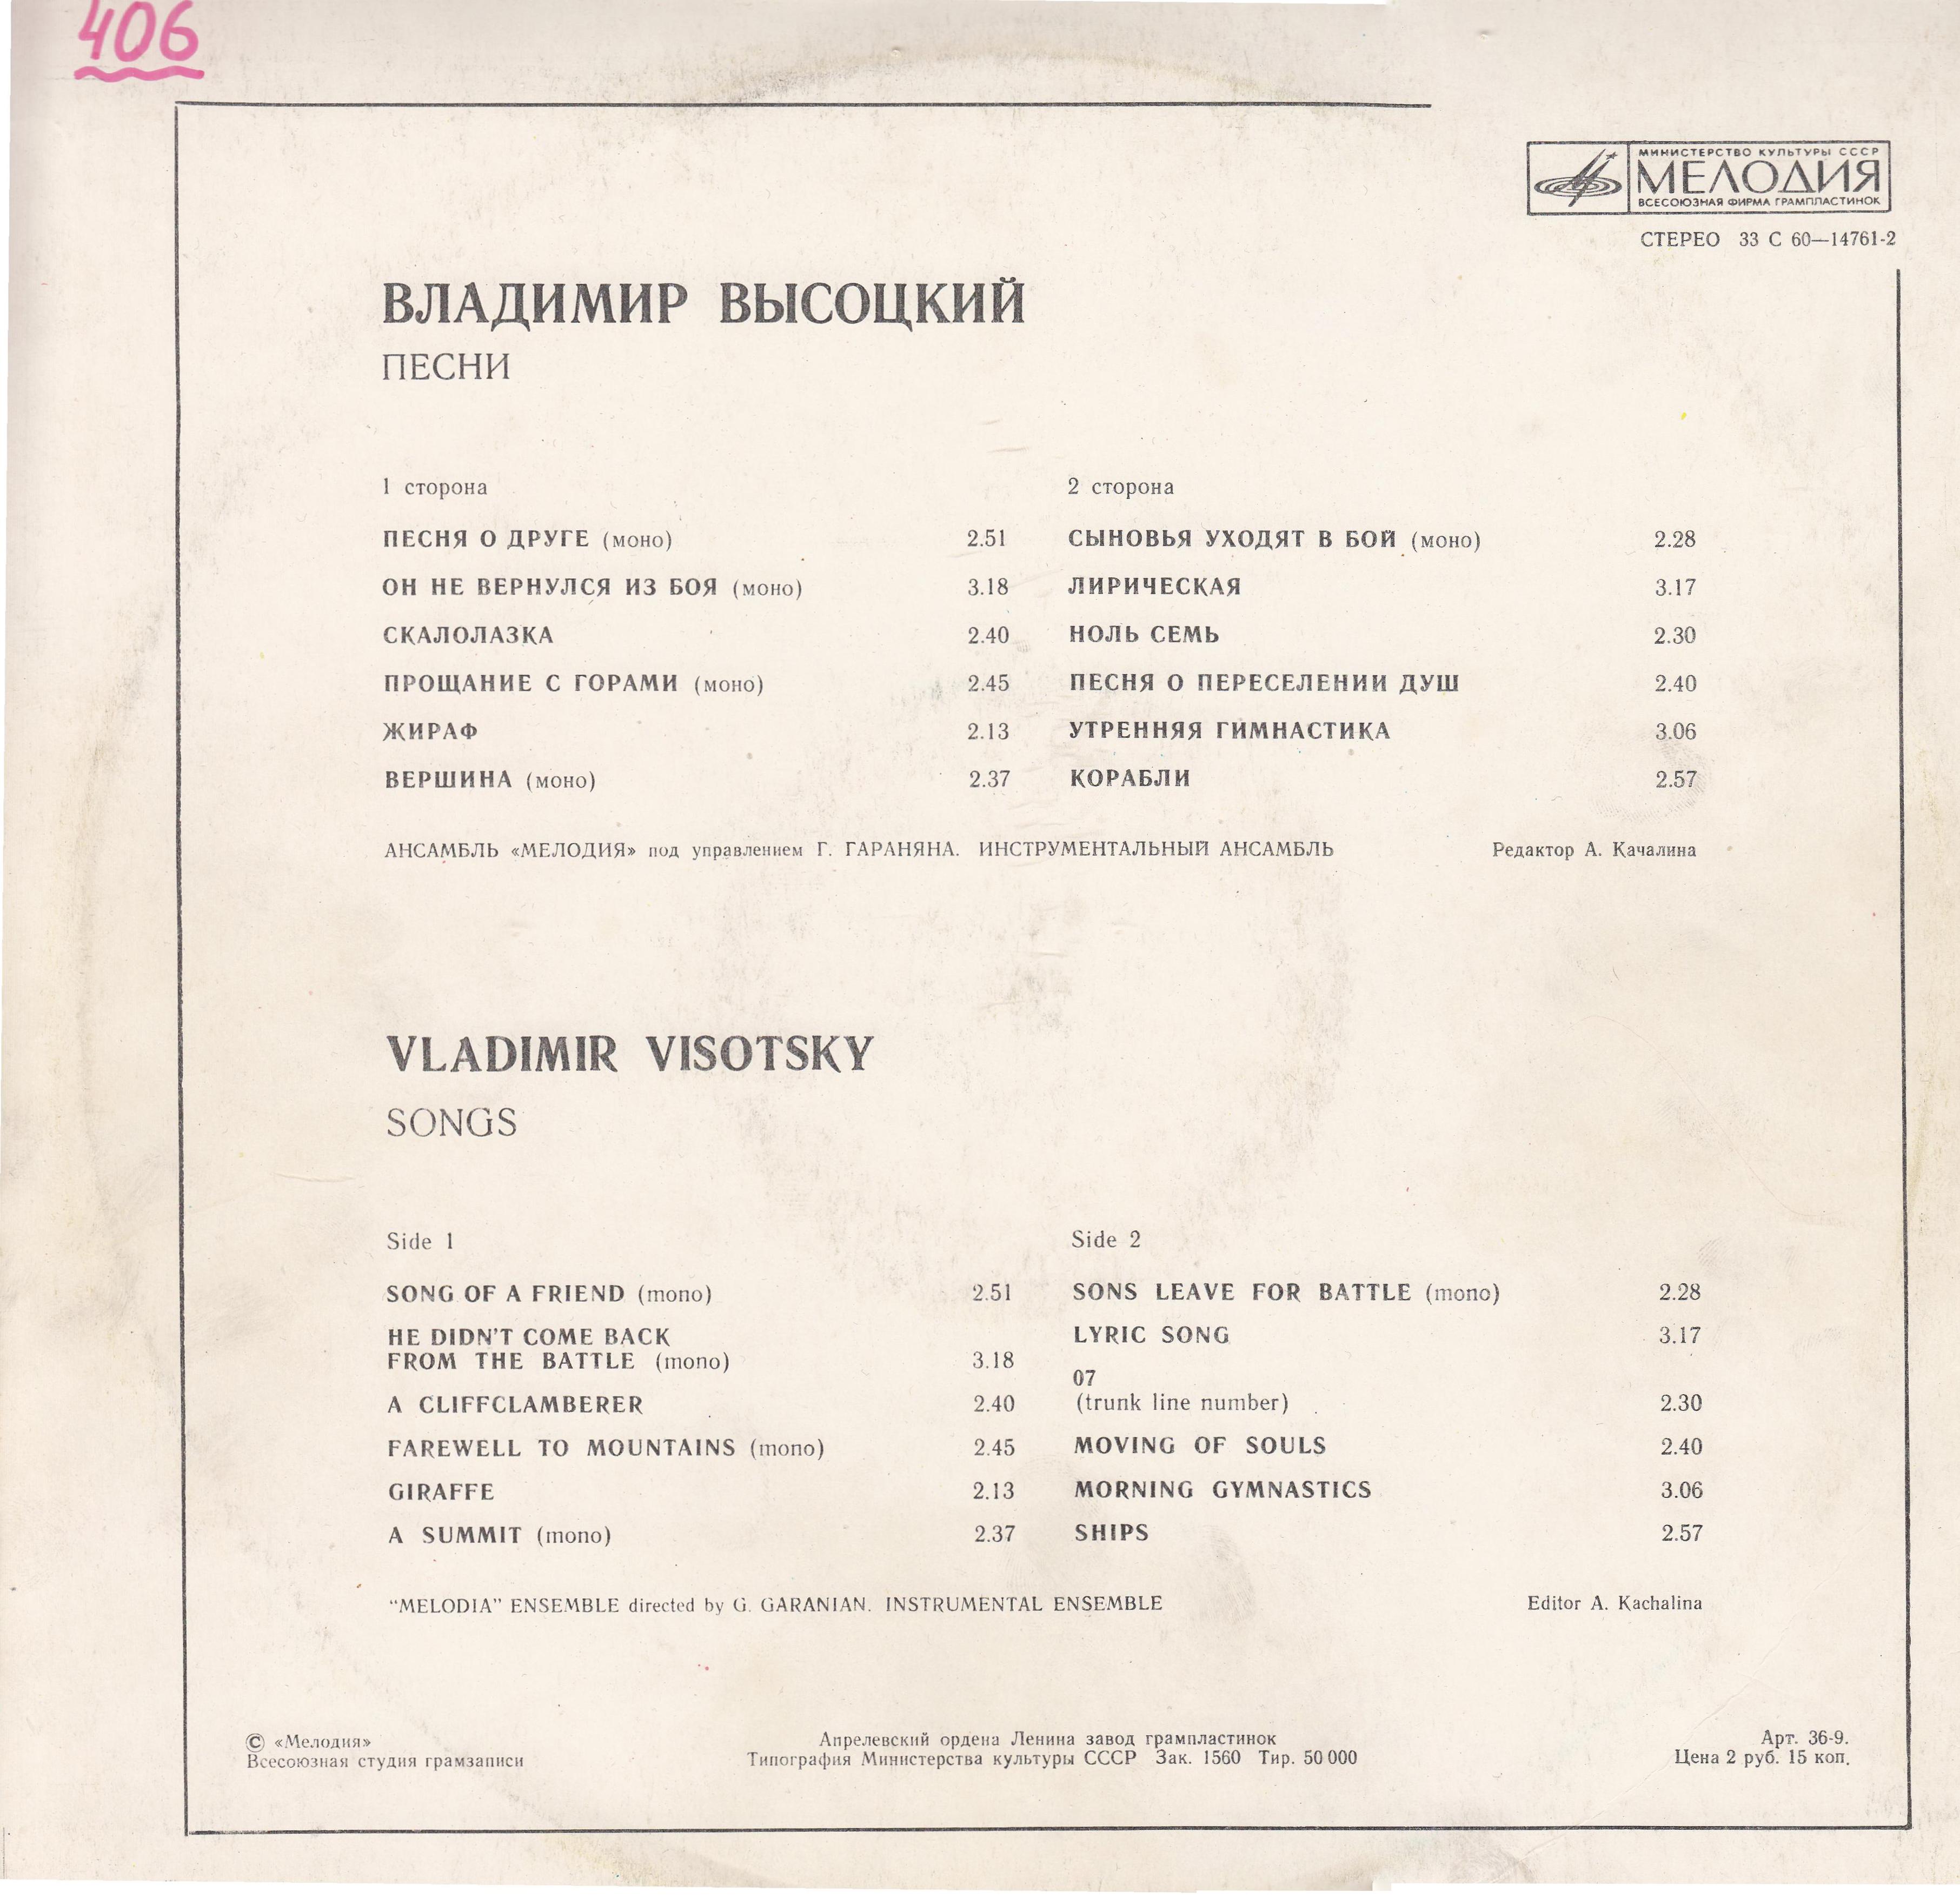 406
МИНИСТЕРСТВО КУЛЬТУРЫ СССР
МЕЛОДИЯ
ВСЕСОЮЗНАЯ ФИРМА ГРАМПЛАСТИНОК
СТЕРЕО 33 С 60—14761-2
ВЛАДИМИР ВЫСОЦКИЙ
ПЕСНИ
1 сторона
ПЕСНЯ О ДРУГЕ (моно) 2.51
ОН НЕ ВЕРНУЛСЯ ИЗ БОЯ (моно) 3.18
СКАЛОЛАЗКА 2.40
ПРОЩАНИЕ С ГОРАМИ (моно) 2.45
ЖИРАФ 2.13
ВЕРШИНА (моно) 2.37
2 сторона
СЫНОВЬЯ УХОДЯТ В БОЙ (моно) 2.28
ЛИРИЧЕСКАЯ 3.17
НОЛЬ СЕМЬ 2.30
ПЕСНЯ О ПЕРЕСЕЛЕНИИ ДУШ 2.40
УТРЕННЯЯ ГИМНАСТИКА 3.06
КОРАБЛИ 2.57
АНСАМБЛЬ «МЕЛОДИЯ» под управлением Г. ГАРАНЯНА. ИНСТРУМЕНТАЛЬНЫЙ АНСАМБЛЬ Редактор А. Качалина
VLADIMIR VISOTSKY
SONGS
Side 1
SONG OF A FRIEND (mono) 2.51
HE DIDN'T COME BACK
FROM THE BATTLE (mono) 3.18
A CLIFFCLAMBERER 2.40
FAREWELL TO MOUNTAINS (mono) 2.45
GIRAFFE 2.13
A SUMMIT (mono) 2.37
Side 2
SONS LEAVE FOR BATTLE (mono) 2.28
LYRIC SONG 3.17
07
(trunk line number) 2.30
MOVING OF SOULS 2.40
MORNING GYMNASTICS 3.06
SHIPS 2.57
“MELODIA” ENSEMBLE directed by G. GARANIAN. INSTRUMENTAL ENSEMBLE Editor A. Kachalina
© «Мелодия»
Всесоюзная студия грамзаписи
Апрелевский ордена Ленина завод грампластинок
Типография Министерства культуры СССР Зак. 1560 Тир. 50 000
Арт. 36-9.
Цена 2 руб. 15 коп.